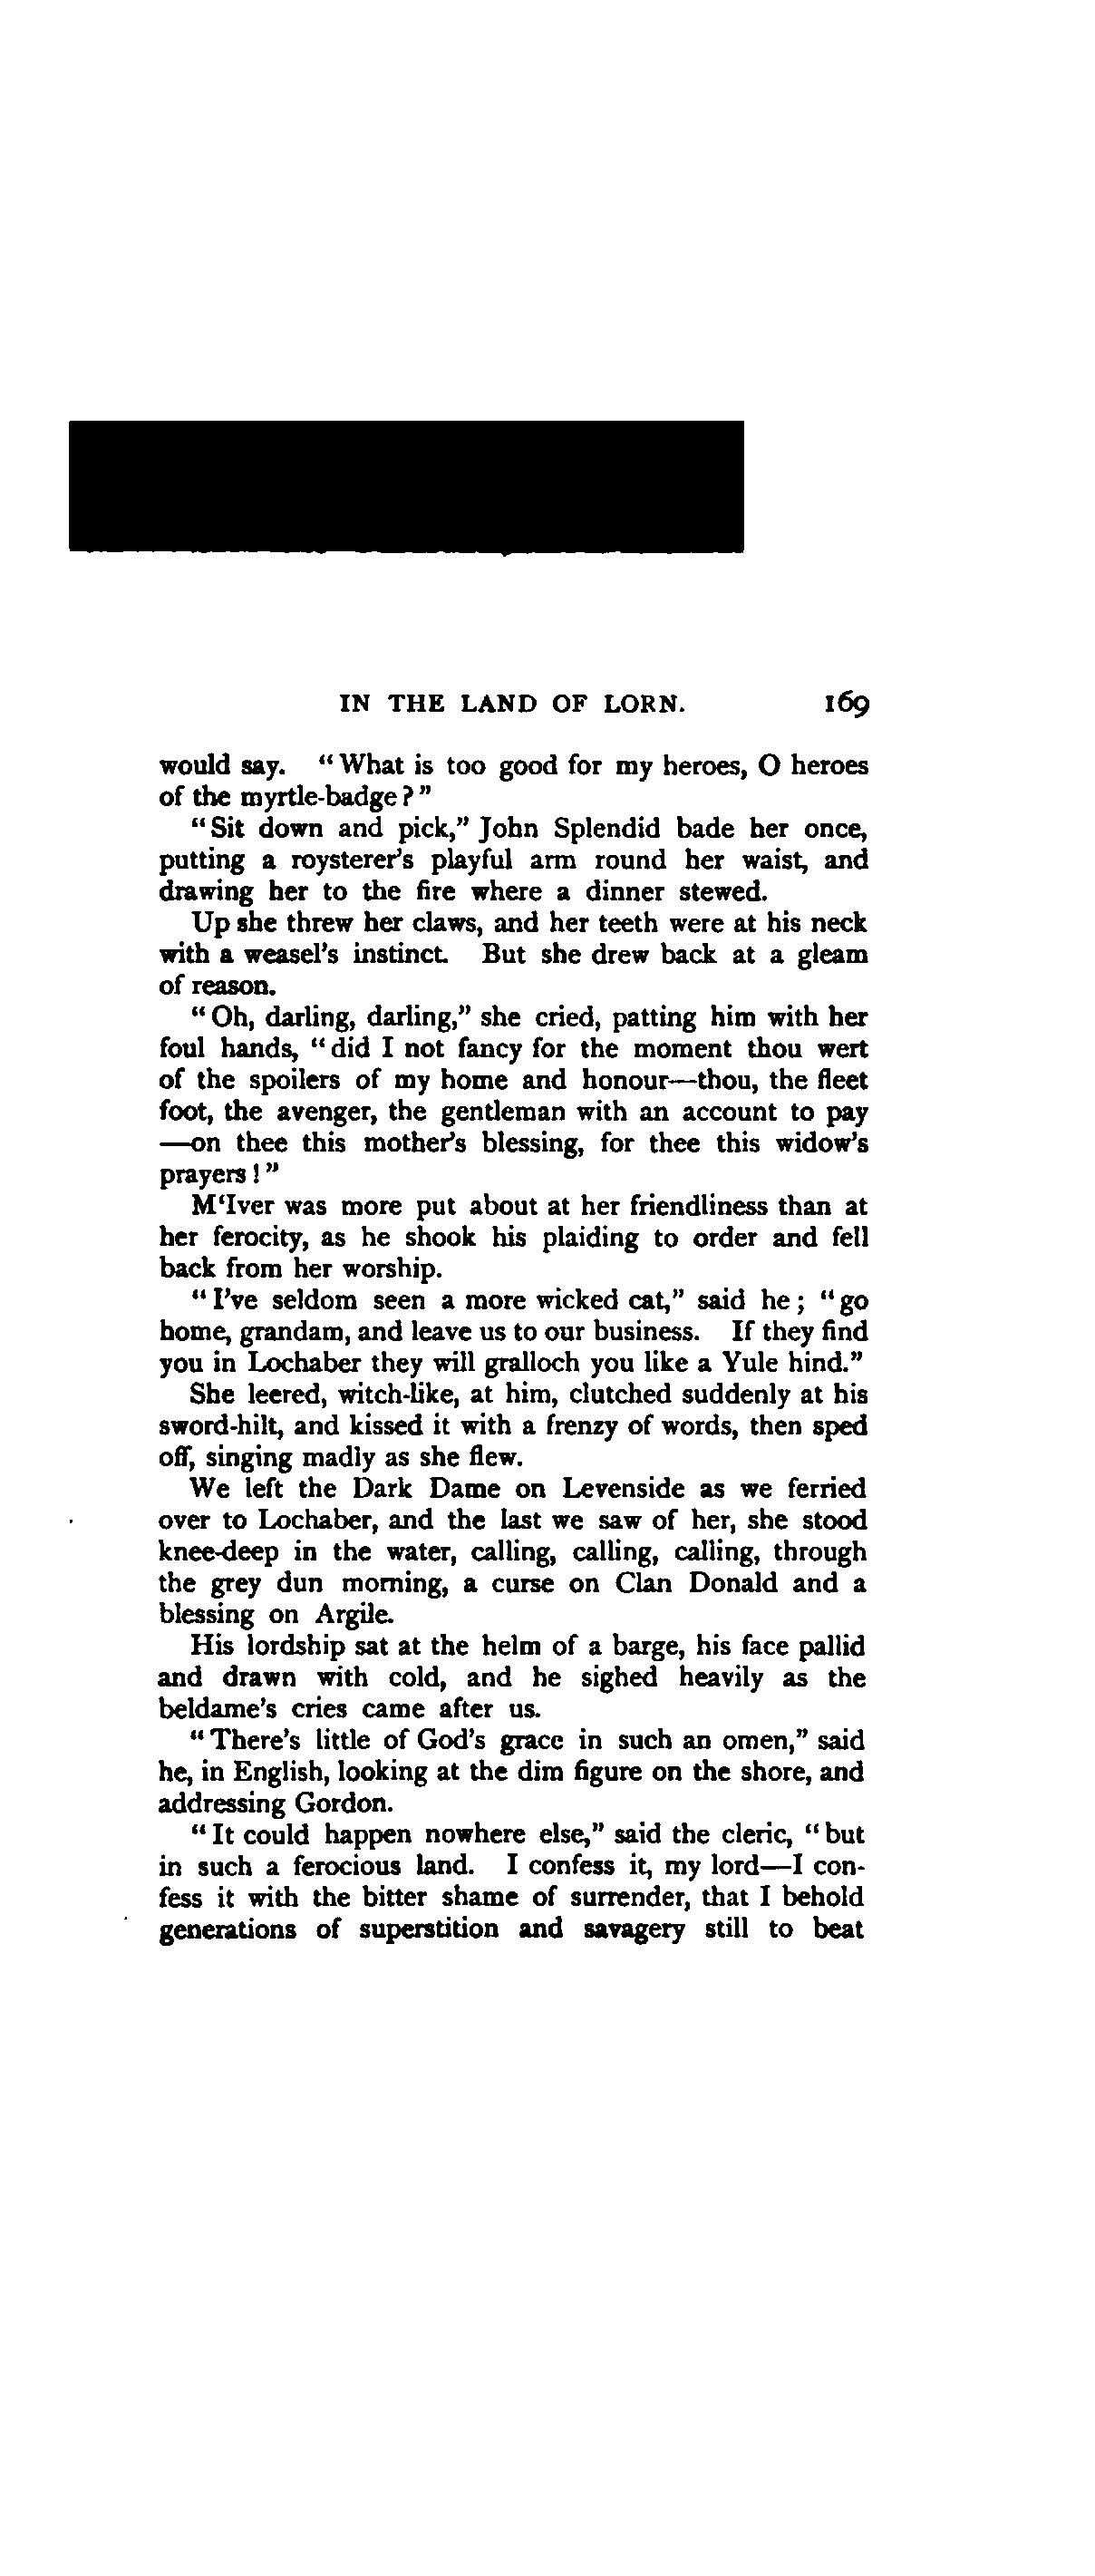 IN THE LAND OF LORN. 169
would say. "What is too good for my heroes, O heroes
of the myrtle-badge?"
"Sit down and pick," John Splendid bade her once,
putting a roysterer's playful arm round her waist, and
drawing her to the fire where a dinner stewed.
Up she threw her claws, and her teeth were at his neck
with a weasel's instinct. But she drew back at a gleam
of reason.
"Oh, darling, darling," she cried, patting him with her
foul hands, "did I not fancy for the moment thou wert
of the spoilers of my home and honour—thou, the fleet
foot, the avenger, the gentleman with an account to pay
—on thee this mother's blessing, for thee this widow's
prayers!"
M'Iver was more put about at her friendliness than at
her ferocity, as he shook his plaiding to order and fell
back from her worship.
"I've seldom seen a more wicked cat," said he; "go
home, grandam, and leave us to our business. If they find
you in Lochaber they will gralloch you like a Yule hind."
She leered, witch-like, at him, clutched suddenly at his
sword-hilt, and kissed it with a frenzy of words, then sped
off, singing madly as she flew.
We left the Dark Dame on Levenside as we ferried
over to Lochaber, and the last we saw of her, she stood
knee-deep in the water, calling, calling, calling, through
the grey dun morning, a curse on Clan Donald and a
blessing on Argile.
His lordship sat at the helm of a barge, his face pallid
and drawn with cold, and he sighed heavily as the
beldame's cries came after us.
"There's little of God's grace in such an omen," said
he, in English, looking at the dim figure on the shore, and
addressing Gordon.
"It could happen nowhere else," said the cleric, "but
in such a ferocious land. I confess it, my lord—I con-
fess it with the bitter shame of surrender, that I behold
generations of superstition and savagery still to beat